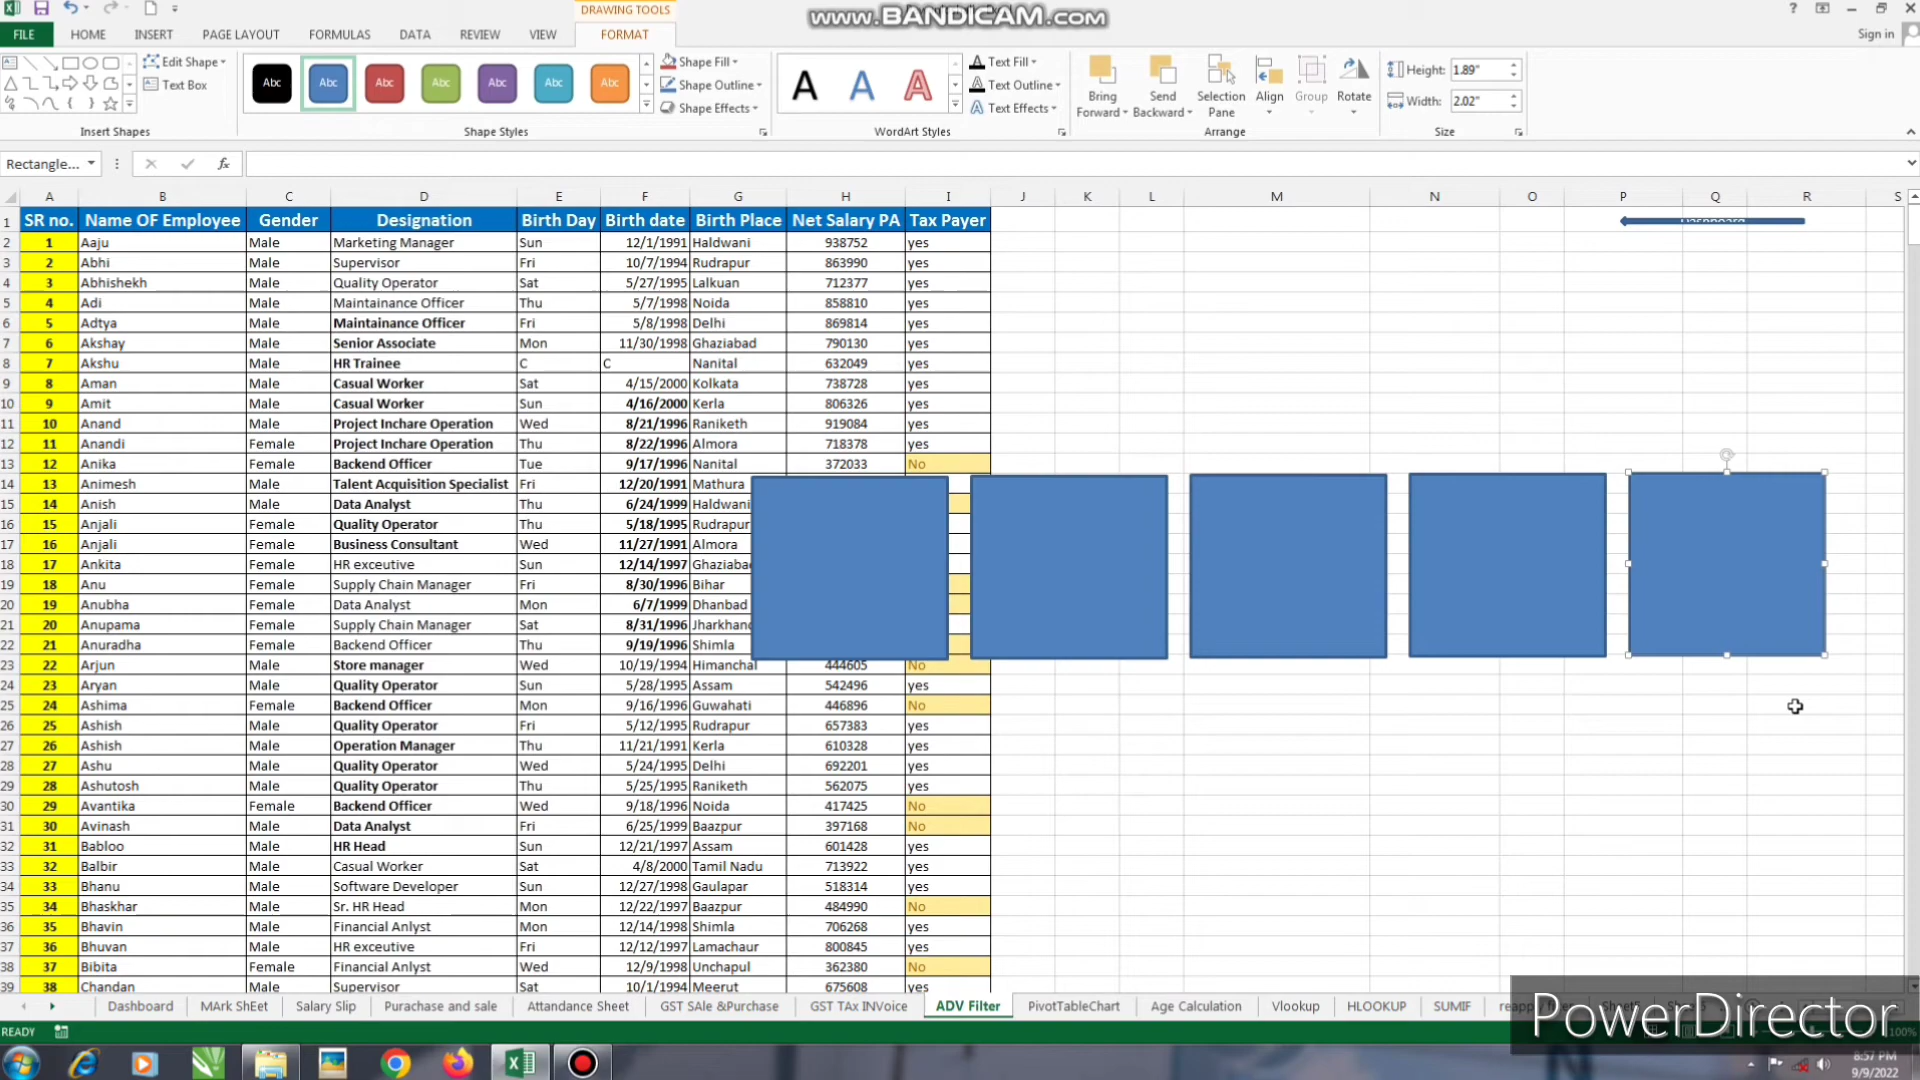 DRAWING TOOLS
www.BANDICAM.com
FILE HOME INSERT PAGE LAYOUT FORMULAS DATA REVIEW VIEW FORMAT Sign in
Edit Shape
Text Box
Abc Abc Abc Abc Abc Abc Abc
Shape Fill
Shape Outline
Shape Effects
A A A
Text Fill
Text Outline
Text Effects
Bring Forward
Send Backward
Selection Pane
Align
Group
Rotate
Height: 1.89"
Width: 2.02"
Insert Shapes Shape Styles WordArt Styles Arrange Size
Rectangle... fx
A B C D E F G H I J K L M N O P Q R S
1 SR no. Name OF Employee Gender Designation Birth Day Birth date Birth Place Net Salary PA Tax Payer Dashboard
2 1 Aaju Male Marketing Manager Sun 12/1/1991 Haldwani 938752 yes
3 2 Abhi Male Supervisor Fri 10/7/1994 Rudrapur 863990 yes
4 3 Abhishekh Male Quality Operator Sat 5/27/1995 Lalkuan 712377 yes
5 4 Adi Male Maintainance Officer Thu 5/7/1998 Noida 858810 yes
6 5 Adtya Male Maintainance Officer Fri 5/8/1998 Delhi 869814 yes
7 6 Akshay Male Senior Associate Mon 11/30/1998 Ghaziabad 790130 yes
8 7 Akshu Male HR Trainee C C Nanital 632049 yes
9 8 Aman Male Casual Worker Sat 4/15/2000 Kolkata 738728 yes
10 9 Amit Male Casual Worker Sun 4/16/2000 Kerla 806326 yes
11 10 Anand Male Project Inchare Operation Wed 8/21/1996 Raniketh 919084 yes
12 11 Anandi Female Project Inchare Operation Thu 8/22/1996 Almora 718378 yes
13 12 Anika Female Backend Officer Tue 9/17/1996 Nanital 372033 No
14 13 Animesh Male Talent Acquisition Specialist Fri 12/20/1991 Mathura
15 14 Anish Male Data Analyst Thu 6/24/1999 Haldwani
16 15 Anjali Female Quality Operator Thu 5/18/1995 Rudrapur
17 16 Anjali Female Business Consultant Wed 11/27/1991 Almora
18 17 Ankita Female HR exceutive Sun 12/14/1997 Ghaziabad
19 18 Anu Female Supply Chain Manager Fri 8/30/1996 Bihar
20 19 Anubha Female Data Analyst Mon 6/7/1999 Dhanbad
21 20 Anupama Female Supply Chain Manager Sat 8/31/1996 Jharkhand
22 21 Anuradha Female Backend Officer Thu 9/19/1996 Shimla
23 22 Arjun Male Store manager Wed 10/19/1994 Himanchal 444605 No
24 23 Aryan Male Quality Operator Sun 5/28/1995 Assam 542496 yes
25 24 Ashima Female Backend Officer Mon 9/16/1996 Guwahati 446896 No
26 25 Ashish Male Quality Operator Fri 5/12/1995 Rudrapur 657383 yes
27 26 Ashish Male Operation Manager Thu 11/21/1991 Kerla 610328 yes
28 27 Ashu Male Quality Operator Wed 5/24/1995 Delhi 692201 yes
29 28 Ashutosh Male Quality Operator Thu 5/25/1995 Raniketh 562075 yes
30 29 Avantika Female Backend Officer Wed 9/18/1996 Noida 417425 No
31 30 Avinash Male Data Analyst Fri 6/25/1999 Baazpur 397168 No
32 31 Babloo Male HR Head Sun 12/21/1997 Assam 601428 yes
33 32 Balbir Male Casual Worker Sat 4/8/2000 Tamil Nadu 713922 yes
34 33 Bhanu Male Software Developer Sun 12/27/1998 Gaulapar 518314 yes
35 34 Bhaskhar Male Sr. HR Head Mon 12/22/1997 Baazpur 484990 No
36 35 Bhavin Male Financial Anlyst Mon 12/14/1998 Shimla 706268 yes
37 36 Bhuvan Male HR exceutive Fri 12/12/1997 Lamachaur 800845 yes
38 37 Bibita Female Financial Anlyst Wed 12/9/1998 Unchapul 362380 No
39 38 Chandan Male Supervisor Sat 10/1/1994 Meerut 675608 yes
Dashboard MArk ShEet Salary Slip Purachase and sale Attandance Sheet GST SAle &Purchase GST TAx INVoice ADV Filter PivotTableChart Age Calculation Vlookup HLOOKUP SUMIF
PowerDirector
READY 100%
8:57 PM
9/9/2022